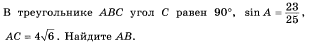 В треугольнике ABC угол C равен 90°, sin A = 23/25,
AC = 4√6. Найдите AB.